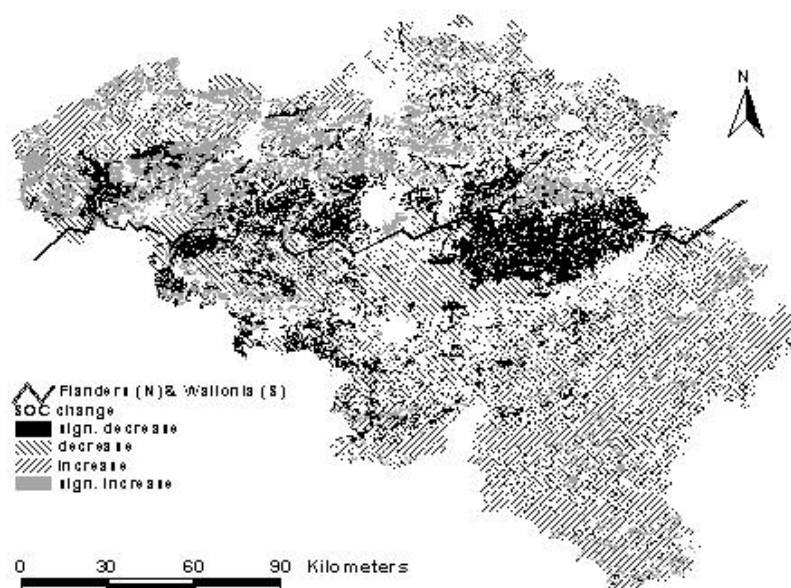 N
Flanders (N) & Wallonia (S)
SOC change
sign. decrease
decrease
increase
sign. increase
0 30 60 90 Kilometers